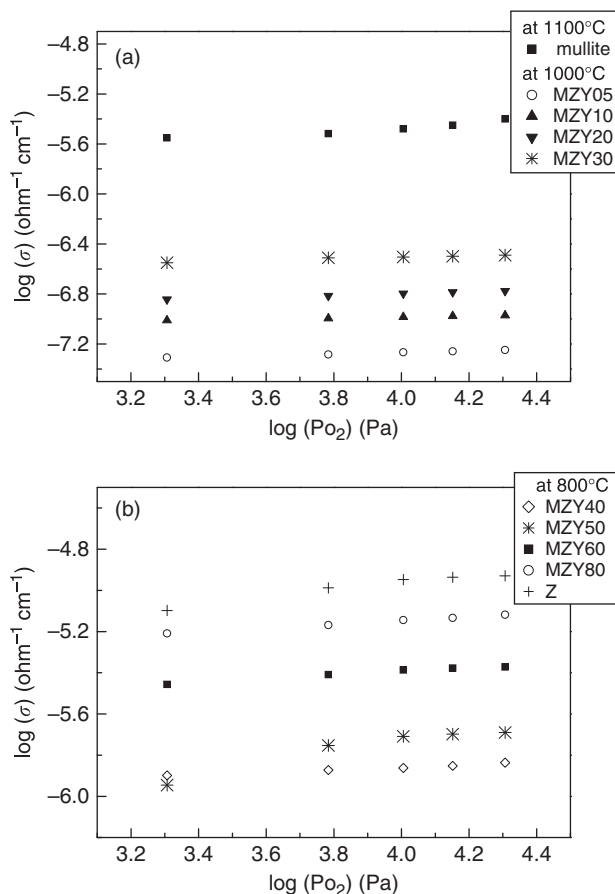 (a)
at 1100°C
■ mullite
at 1000°C
○ MZY05
▲ MZY10
▼ MZY20
✳ MZY30
log (σ) (ohm⁻¹ cm⁻¹)
−4.8
−5.2
−5.6
−6.0
−6.4
−6.8
−7.2
3.2 3.4 3.6 3.8 4.0 4.2 4.4
log (Po₂) (Pa)
(b)
at 800°C
◇ MZY40
✳ MZY50
■ MZY60
○ MZY80
+ Z
log (σ) (ohm⁻¹ cm⁻¹)
−4.8
−5.2
−5.6
−6.0
3.2 3.4 3.6 3.8 4.0 4.2 4.4
log (Po₂) (Pa)